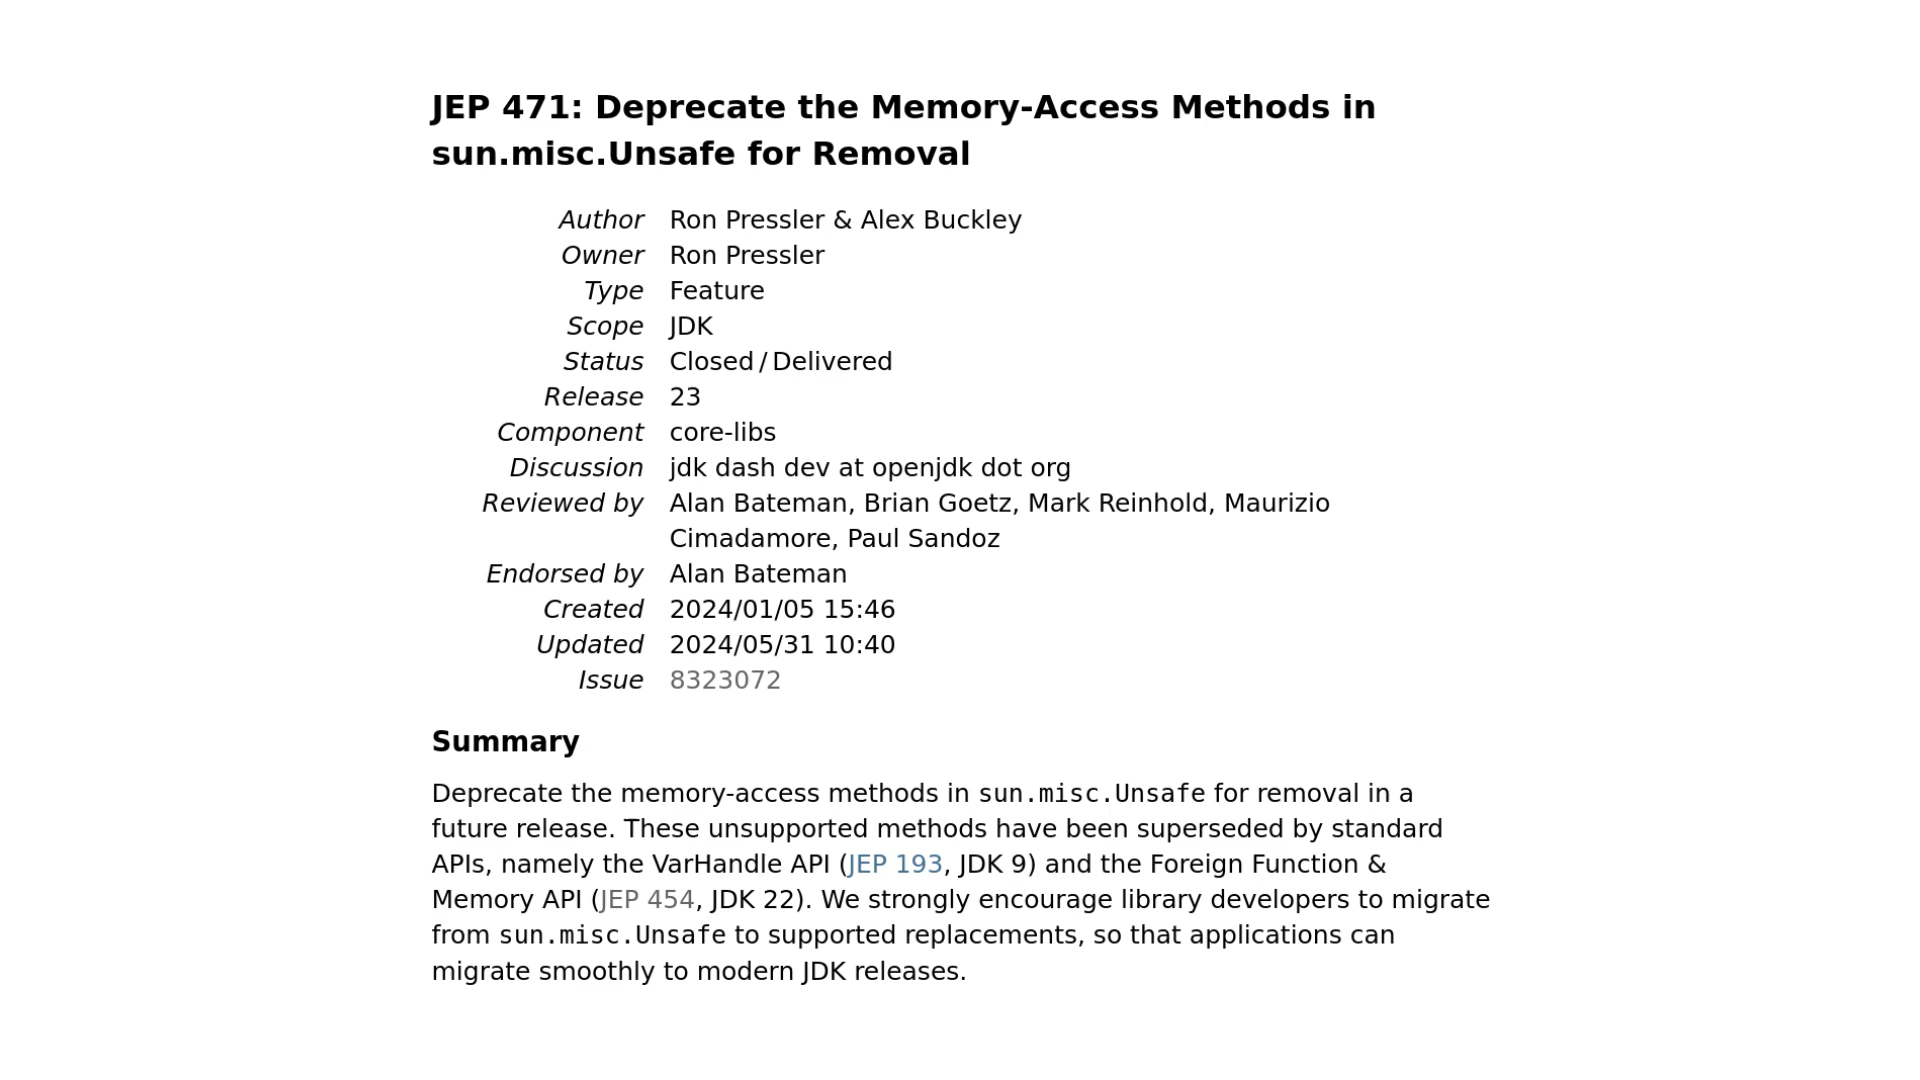 JEP 471: Deprecate the Memory-Access Methods in
sun.misc.Unsafe for Removal
Author Ron Pressler & Alex Buckley
Owner Ron Pressler
Type Feature
Scope JDK
Status Closed / Delivered
Release 23
Component core-libs
Discussion jdk dash dev at openjdk dot org
Reviewed by Alan Bateman, Brian Goetz, Mark Reinhold, Maurizio
Cimadamore, Paul Sandoz
Endorsed by Alan Bateman
Created 2024/01/05 15:46
Updated 2024/05/31 10:40
Issue 8323072
Summary
Deprecate the memory-access methods in sun.misc.Unsafe for removal in a
future release. These unsupported methods have been superseded by standard
APIs, namely the VarHandle API (JEP 193, JDK 9) and the Foreign Function &
Memory API (JEP 454, JDK 22). We strongly encourage library developers to migrate
from sun.misc.Unsafe to supported replacements, so that applications can
migrate smoothly to modern JDK releases.